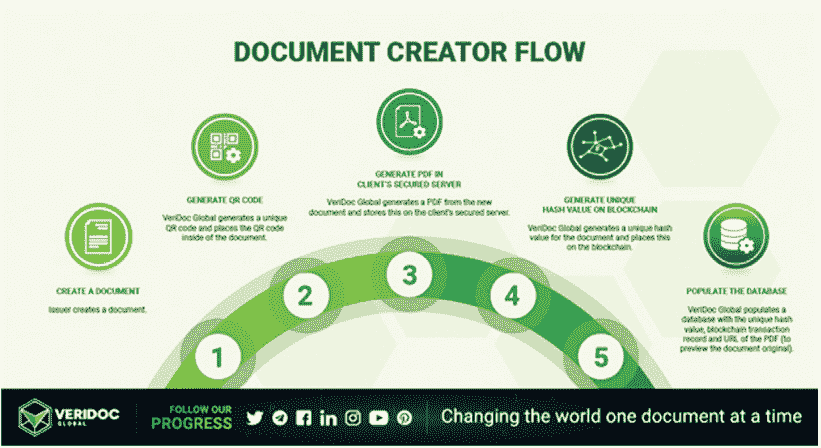 DOCUMENT CREATOR FLOW
CREATE A DOCUMENT
Issuer creates a document.
GENERATE QR CODE
VeriDoc Global generates a unique
QR code and places the QR code
inside of the document.
GENERATE PDF IN
CLIENT'S SECURED SERVER
VeriDoc Global generates a PDF from the new
document and stores this on the client's secured server.
GENERATE UNIQUE
HASH VALUE ON BLOCKCHAIN
VeriDoc Global generates a unique hash
value for the document and places this
on the blockchain.
POPULATE THE DATABASE
VeriDoc Global populates a
database with the unique hash
value, blockchain transaction
record and URL of the PDF (to
preview the document original).
1
2
3
4
5
VERIDOC
GLOBAL
FOLLOW OUR
PROGRESS
Changing the world one document at a time